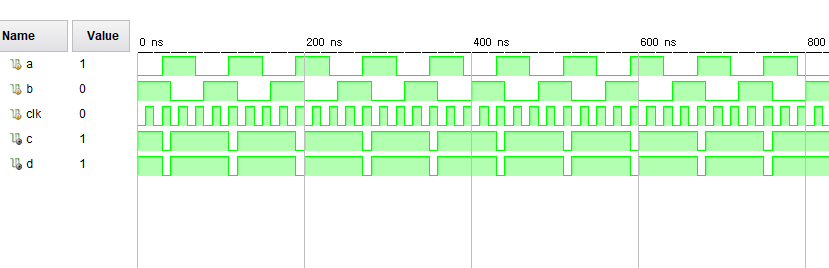 Name Value
0 ns 200 ns 400 ns 600 ns 800
a 1
b 0
clk 0
c 1
d 1